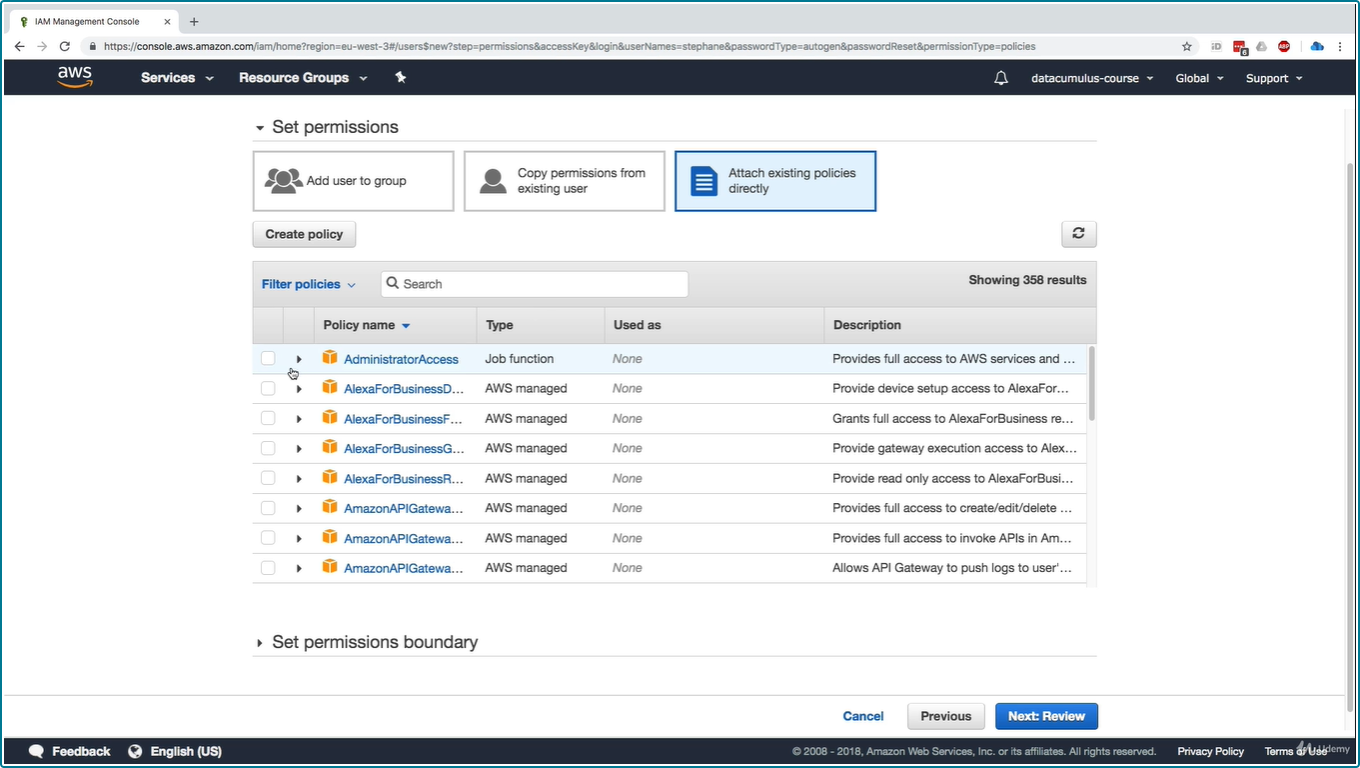 IAM Management Console
https://console.aws.amazon.com/iam/home?region=eu-west-3#/users$new?step=permissions&accessKey&login&userNames=stephane&passwordType=autogen&passwordReset&permissionType=policies
iD 6 ABP
aws Services Resource Groups datacumulus-course Global Support
Set permissions
Add user to group
Copy permissions from
existing user
Attach existing policies
directly
Create policy
Filter policies Search Showing 358 results
Policy name Type Used as Description
AdministratorAccess Job function None Provides full access to AWS services and ...
AlexaForBusinessD... AWS managed None Provide device setup access to AlexaFor...
AlexaForBusinessF... AWS managed None Grants full access to AlexaForBusiness re...
AlexaForBusinessG... AWS managed None Provide gateway execution access to Alex...
AlexaForBusinessR... AWS managed None Provide read only access to AlexaForBusi...
AmazonAPIGatewa... AWS managed None Provides full access to create/edit/delete ...
AmazonAPIGatewa... AWS managed None Provides full access to invoke APIs in Am...
AmazonAPIGatewa... AWS managed None Allows API Gateway to push logs to user'...
Set permissions boundary
Cancel Previous Next: Review
Feedback English (US) © 2008 - 2018, Amazon Web Services, Inc. or its affiliates. All rights reserved. Privacy Policy Terms of Use
Udemy